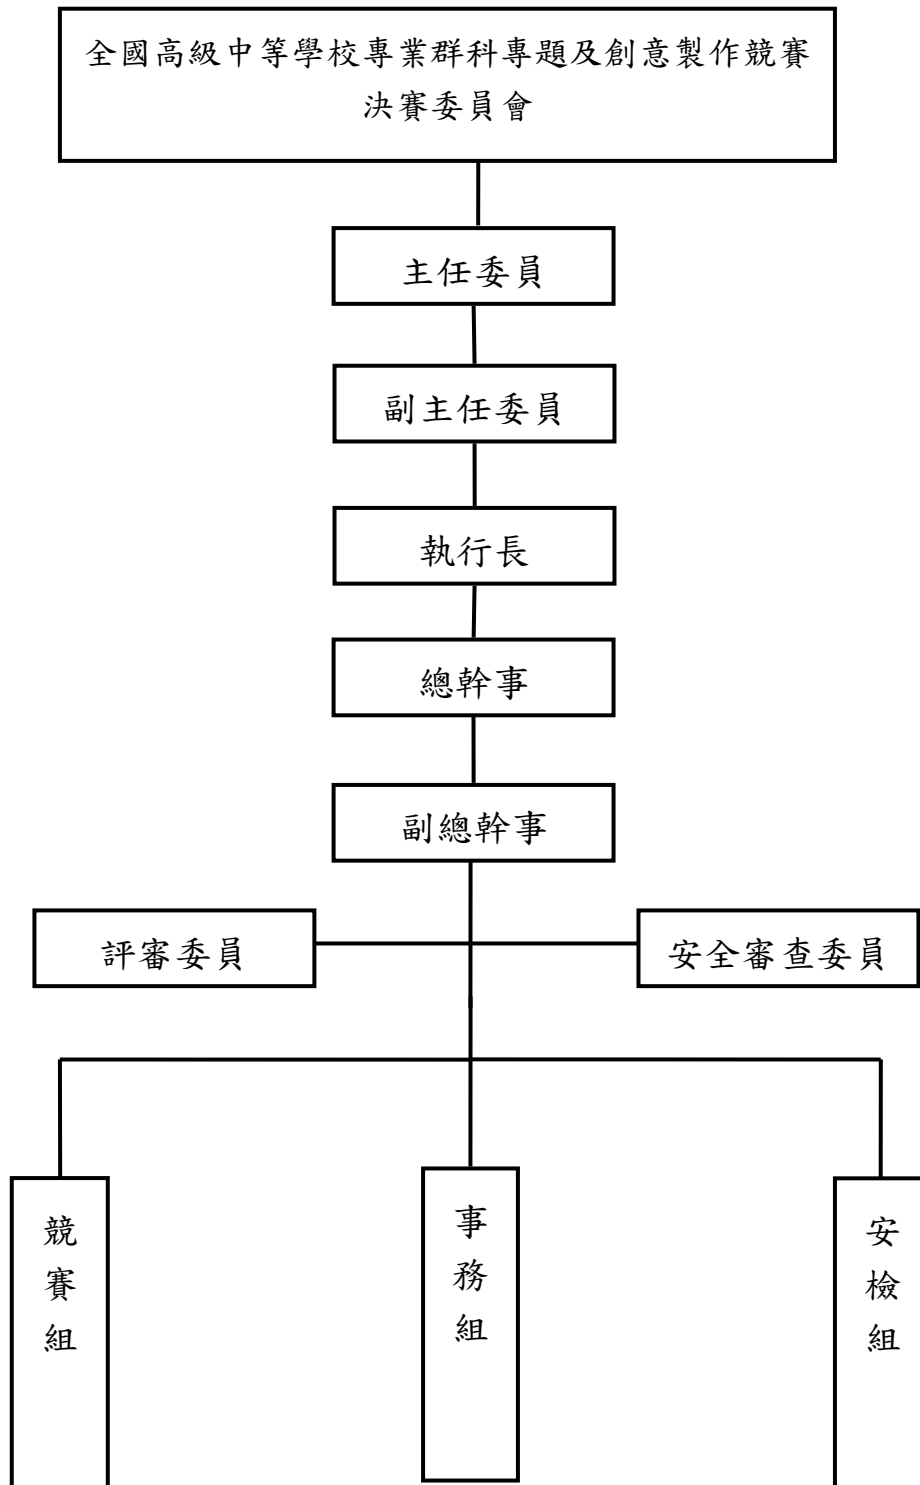 全國高級中等學校專業群科專題及創意製作競賽
決賽委員會
主任委員
副主任委員
執行長
總幹事
副總幹事
評審委員
安全審查委員
競賽組
事務組
安檢組